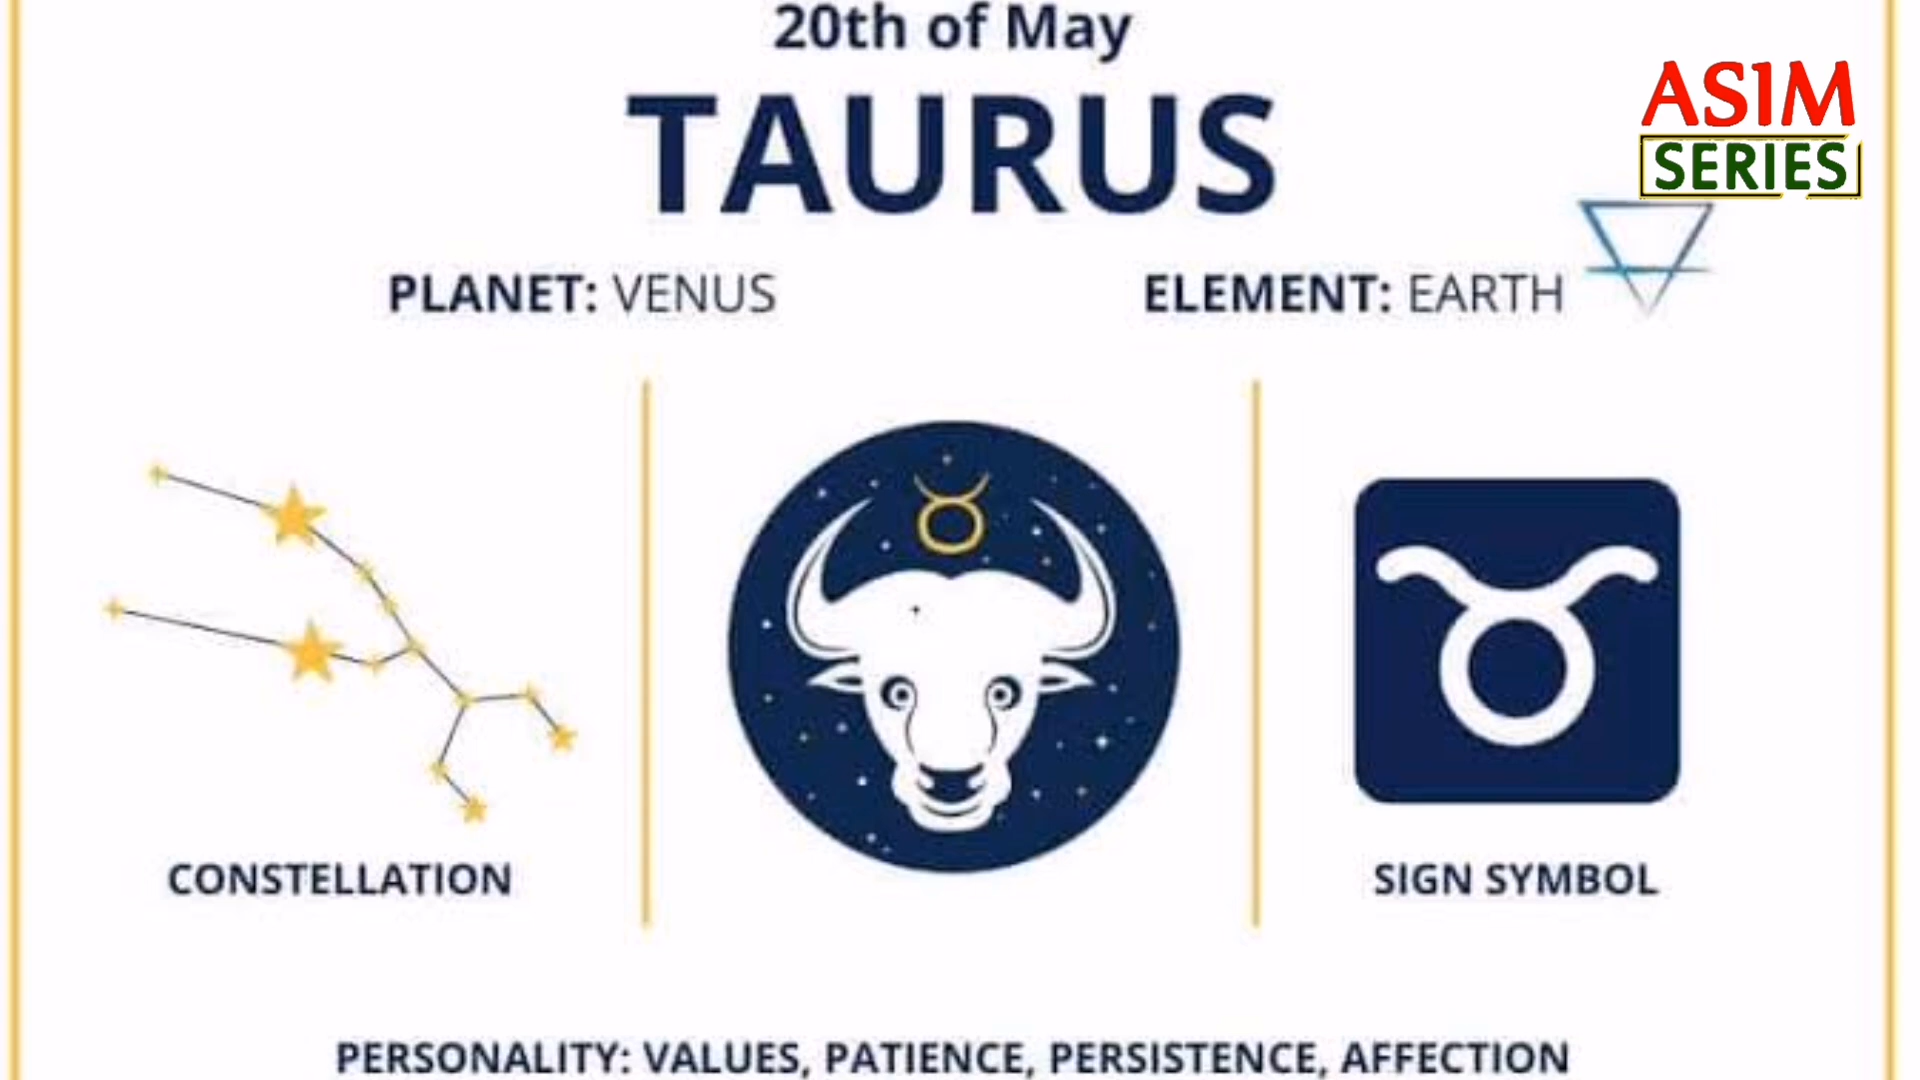 20th of May
TAURUS
ASIM
SERIES
PLANET: VENUS
ELEMENT: EARTH
CONSTELLATION
SIGN SYMBOL
PERSONALITY: VALUES, PATIENCE, PERSISTENCE, AFFECTION